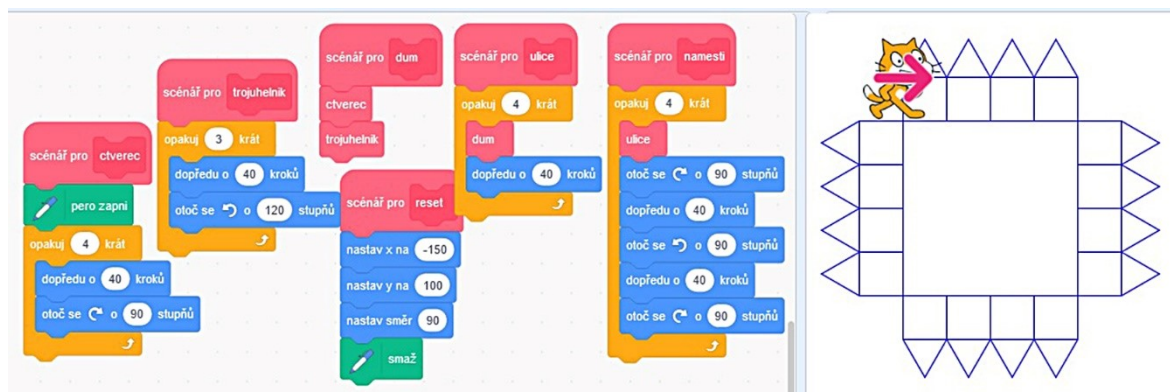 scénář pro ctverec
pero zapni
opakuj 4 krát
dopředu o 40 kroků
otoč se o 90 stupňů
scénář pro trojuhelnik
opakuj 3 krát
dopředu o 40 kroků
otoč se o 120 stupňů
scénář pro dum
ctverec
trojuhelnik
scénář pro reset
nastav x na -150
nastav y na 100
nastav směr 90
smaž
scénář pro ulice
opakuj 4 krát
dum
dopředu o 40 kroků
scénář pro namesti
opakuj 4 krát
ulice
otoč se o 90 stupňů
dopředu o 40 kroků
otoč se o 90 stupňů
dopředu o 40 kroků
otoč se o 90 stupňů